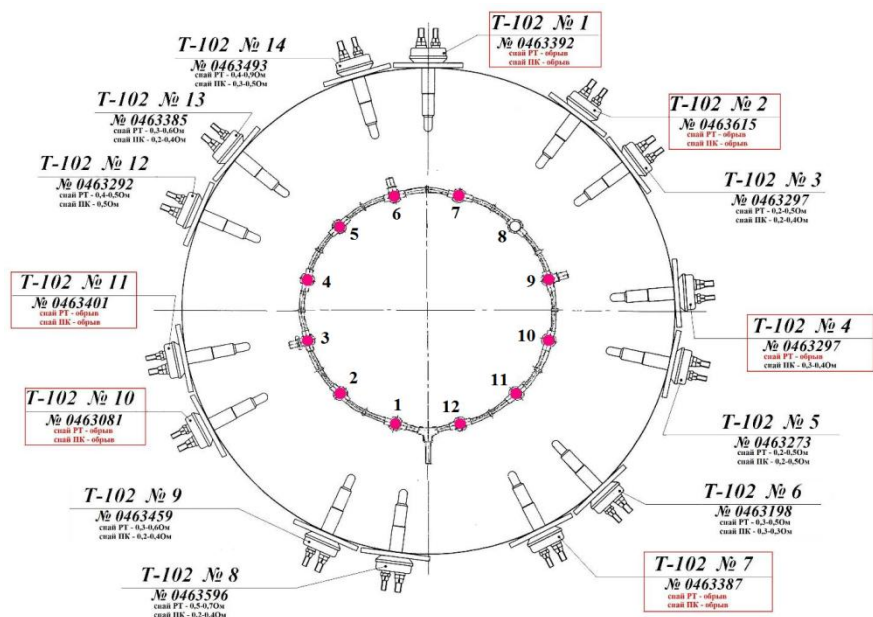 Т-102 № 1
№ 0463392
спай РТ - обрыв
спай ПК - обрыв
Т-102 № 14
№ 0463493
спай РТ - 0,4-0,9Ом
спай ПК - 0,3-0,5Ом
Т-102 № 13
№ 0463385
спай РТ - 0,3-0,6Ом
спай ПК - 0,2-0,4Ом
Т-102 № 2
№ 0463615
спай РТ - обрыв
спай ПК - обрыв
Т-102 № 12
№ 0463292
спай РТ - 0,4-0,5Ом
спай ПК - 0,5Ом
Т-102 № 3
№ 0463297
спай РТ - 0,2-0,5Ом
спай ПК - 0,2-0,4Ом
6
7
5
8
4
9
Т-102 № 11
№ 0463401
спай РТ - обрыв
спай ПК - обрыв
3
10
Т-102 № 4
№ 0463297
спай РТ - обрыв
спай ПК - 0,3-0,4Ом
2
11
1
12
Т-102 № 10
№ 0463081
спай РТ - обрыв
спай ПК - обрыв
Т-102 № 5
№ 0463273
спай РТ - 0,2-0,5Ом
спай ПК - 0,2-0,5Ом
Т-102 № 9
№ 0463459
спай РТ - 0,3-0,6Ом
спай ПК - 0,2-0,4Ом
Т-102 № 6
№ 0463198
спай РТ - 0,3-0,5Ом
спай ПК - 0,3-0,3Ом
Т-102 № 8
№ 0463596
спай РТ - 0,5-0,7Ом
спай ПК - 0,2-0,4Ом
Т-102 № 7
№ 0463387
спай РТ - обрыв
спай ПК - обрыв